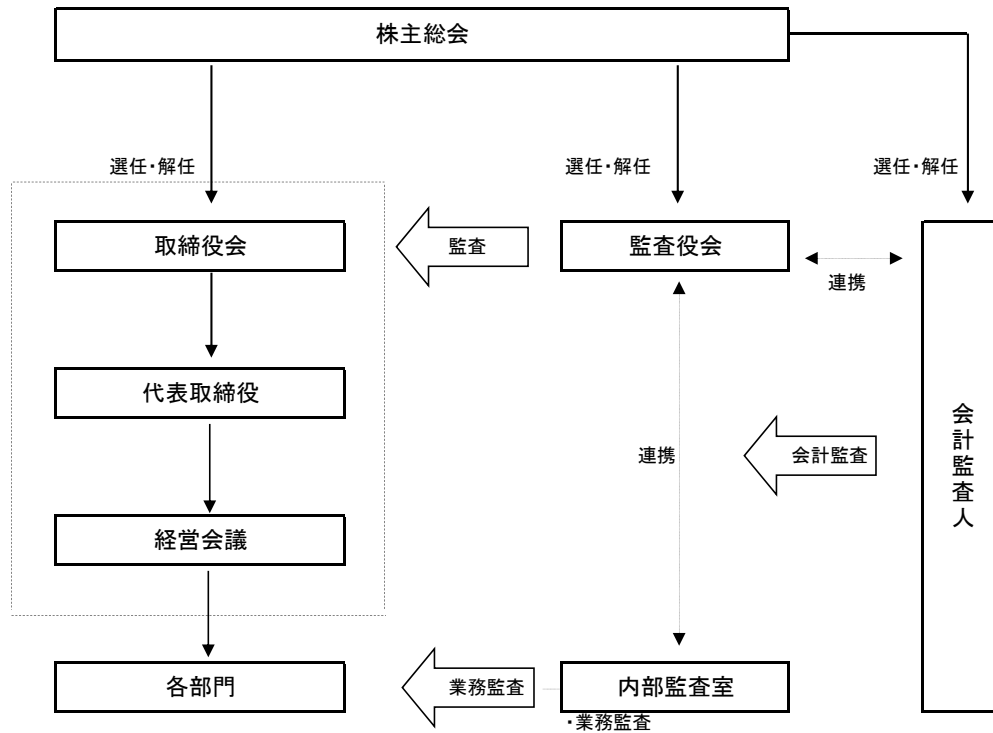 株主総会
選任・解任
選任・解任
選任・解任
取締役会
監査
監査役会
連携
代表取締役
会計監査人
連携
会計監査
経営会議
各部門
業務監査
内部監査室
・業務監査